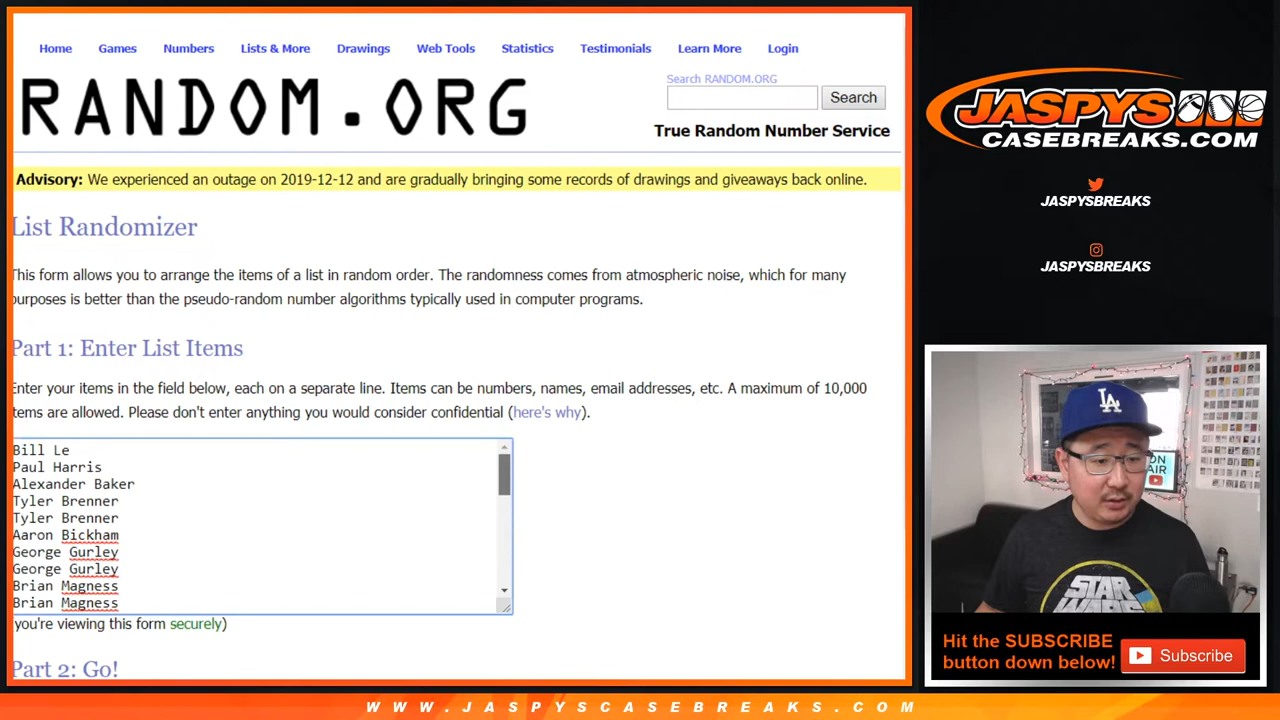 Home Games Numbers Lists & More Drawings Web Tools Statistics Testimonials Learn More Login
RANDOM.ORG
Search RANDOM.ORG
Search
True Random Number Service
Advisory: We experienced an outage on 2019-12-12 and are gradually bringing some records of drawings and giveaways back online.
List Randomizer
This form allows you to arrange the items of a list in random order. The randomness comes from atmospheric noise, which for many
purposes is better than the pseudo-random number algorithms typically used in computer programs.
Part 1: Enter List Items
Enter your items in the field below, each on a separate line. Items can be numbers, names, email addresses, etc. A maximum of 10,000
items are allowed. Please don't enter anything you would consider confidential (here's why).
Bill Le
Paul Harris
Alexander Baker
Tyler Brenner
Tyler Brenner
Aaron Bickham
George Gurley
George Gurley
Brian Magness
Brian Magness
you're viewing this form securely)
Part 2: Go!
JASPYS
CASEBREAKS.COM
JASPYSBREAKS
JASPYSBREAKS
LA
ON
AIR
STAR
WARS
Hit the SUBSCRIBE
button down below!
Subscribe
WWW.JASPYSCASEBREAKS.COM